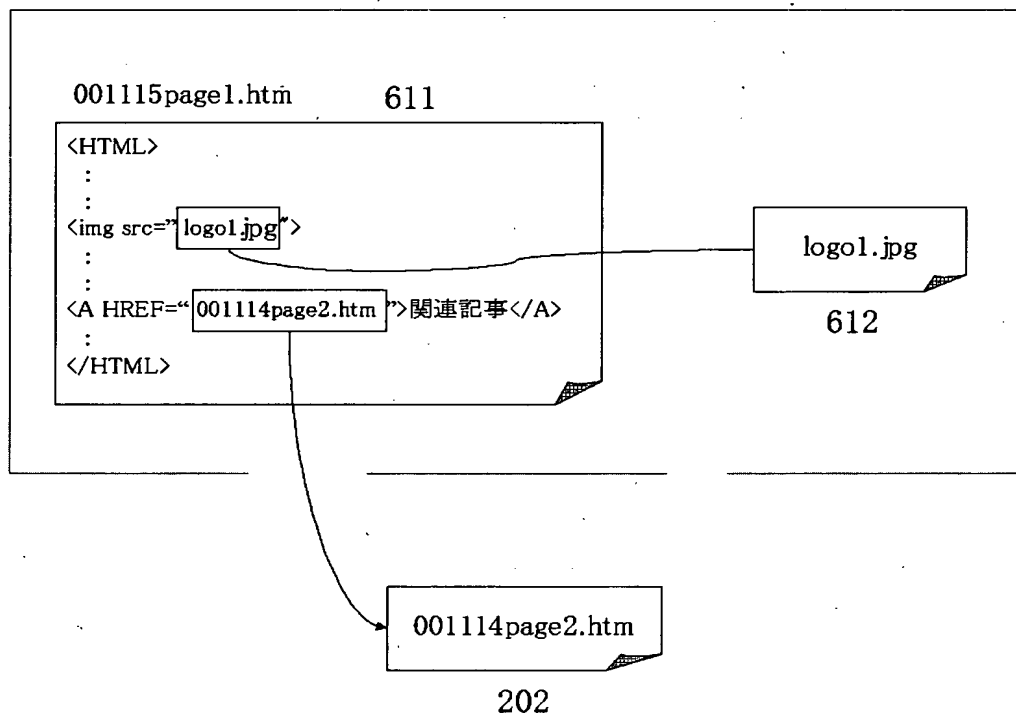 001115page1.htm 611
<HTML>
:
:
<img src="logo1.jpg">
:
:
<A HREF="001114page2.htm">関連記事</A>
:
</HTML>
logo1.jpg
612
001114page2.htm
202